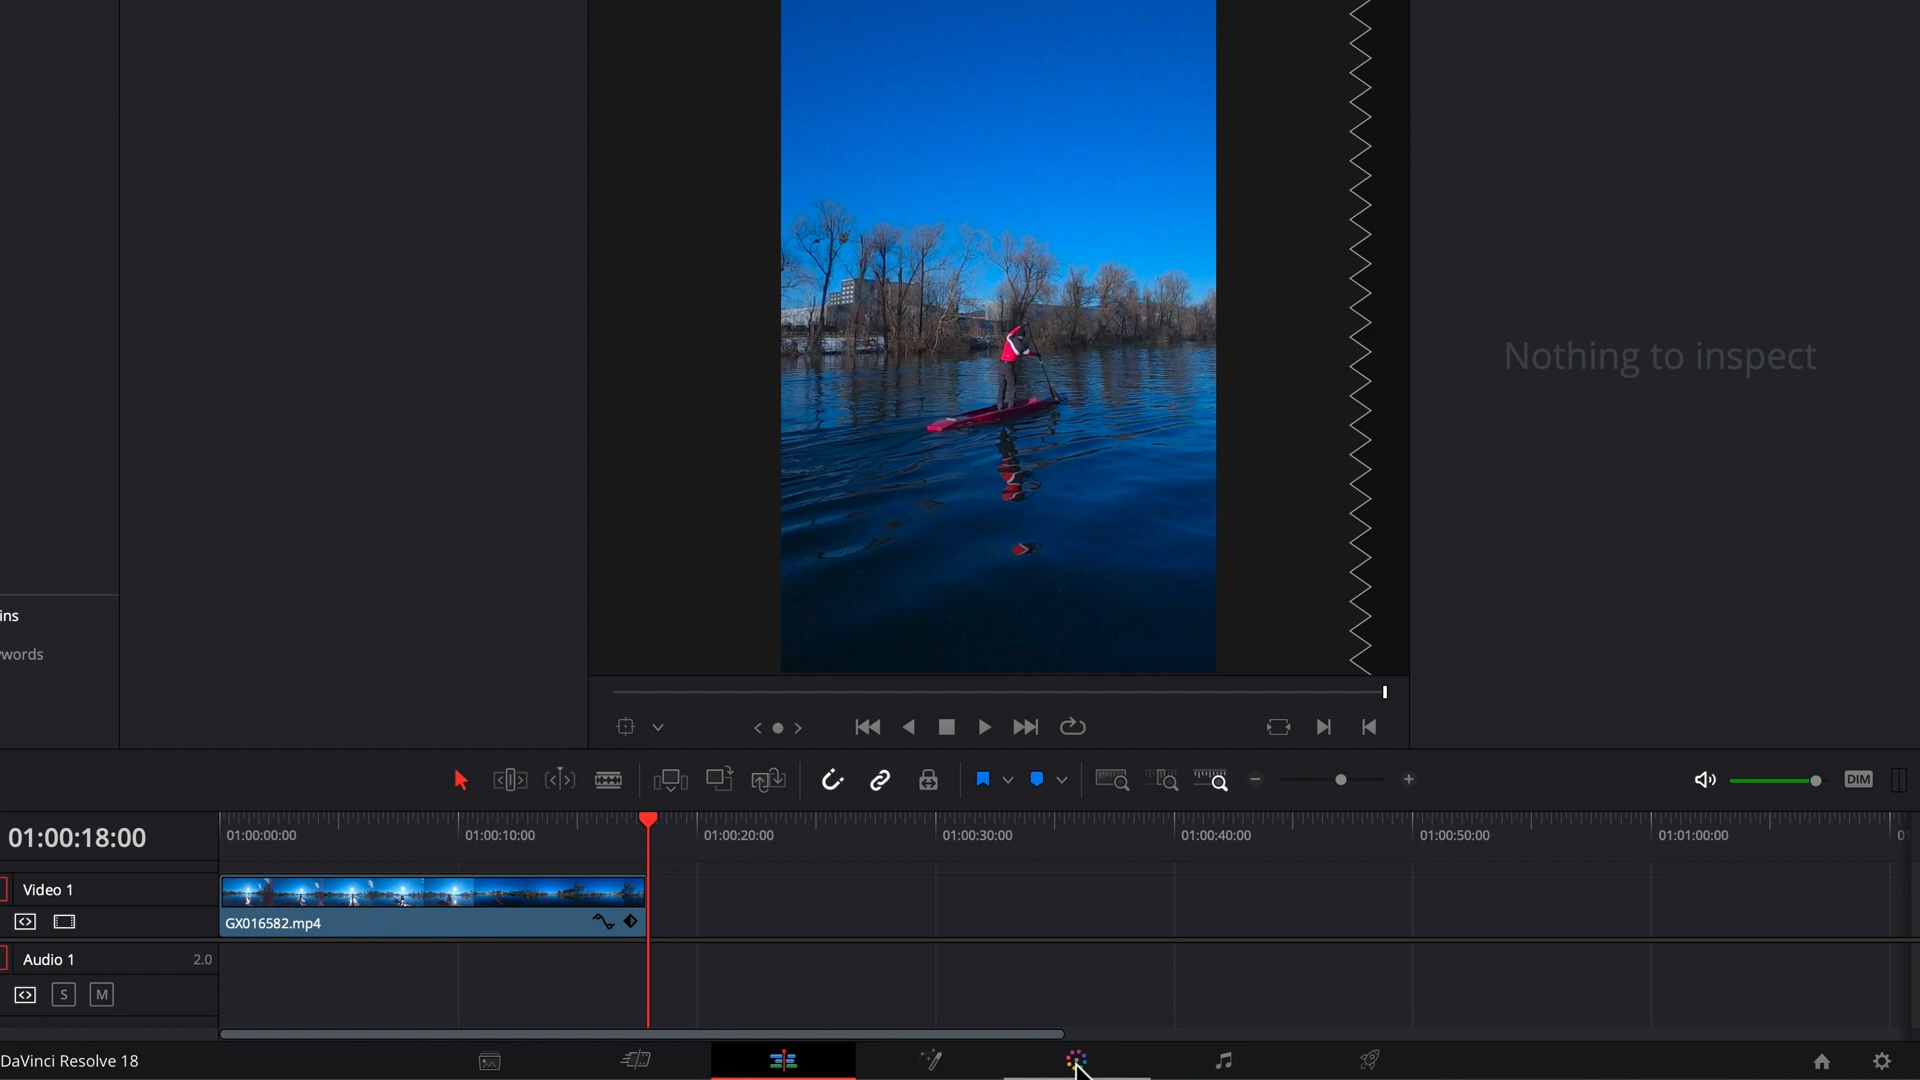 Nothing to inspect
ins
words
DIM
01:00:18:00
01:00:00:00
01:00:10:00
01:00:20:00
01:00:30:00
01:00:40:00
01:00:50:00
01:01:00:00
Video 1
GX016582.mp4
Audio 1
2.0
S
M
DaVinci Resolve 18